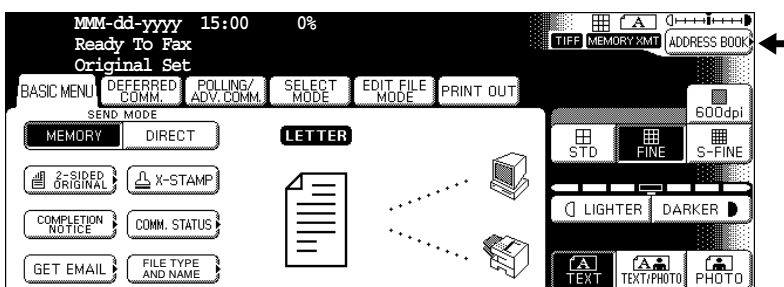 MMM-dd-yyyy 15:00 0%
Ready To Fax
Original Set
TIFF MEMORY XMT ADDRESS BOOK
BASIC MENU DEFERRED COMM. POLLING/ ADV. COMM. SELECT MODE EDIT FILE MODE PRINT OUT
600dpi
SEND MODE
MEMORY DIRECT
LETTER
STD FINE S-FINE
2-SIDED ORIGINAL X-STAMP
COMPLETION NOTICE COMM. STATUS
LIGHTER DARKER
GET EMAIL FILE TYPE AND NAME
TEXT TEXT/PHOTO PHOTO